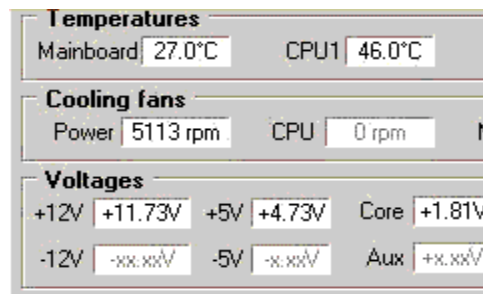 Temperatures
Mainboard 27.0°C CPU1 46.0°C
Cooling fans
Power 5113 rpm CPU 0 rpm
Voltages
+12V +11.73V +5V +4.73V Core +1.81V
-12V -xx.xxV -5V -x.xxV Aux +x.xxV